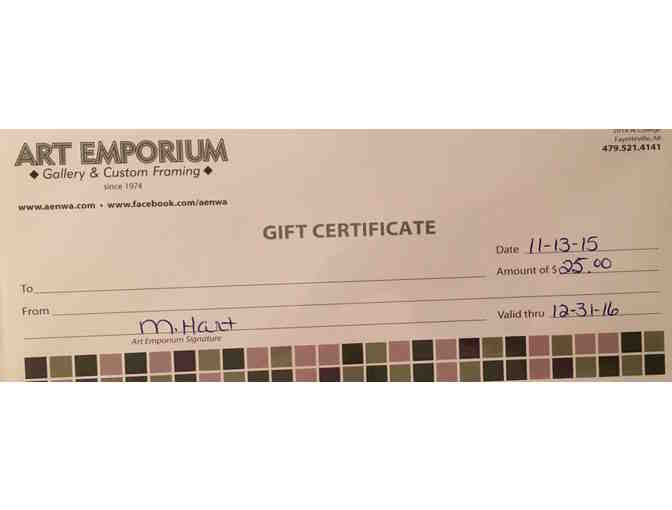 ART EMPORIUM
◆ Gallery & Custom Framing ◆
since 1974
www.aenwa.com • www.facebook.com/aenwa
Fayetteville, AR
479.521.4141
GIFT CERTIFICATE
Date 11-13-15
Amount of $ 25.00
To
From
M. Hart
Art Emporium Signature
Valid thru 12-31-16